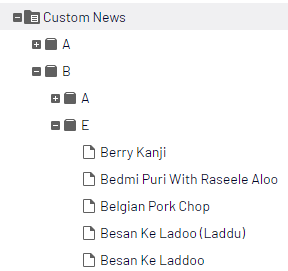 Custom News
A
B
A
E
Berry Kanji
Bedmi Puri With Raseele Aloo
Belgian Pork Chop
Besan Ke Ladoo (Laddu)
Besan Ke Laddoo